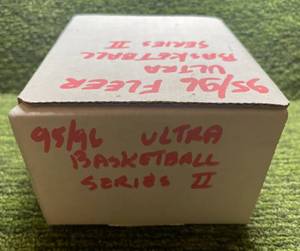 95/96 FLEER
ULTRA
BASKETBALL
SERIES II
95/96 ULTRA
BASKETBALL
SERIES II